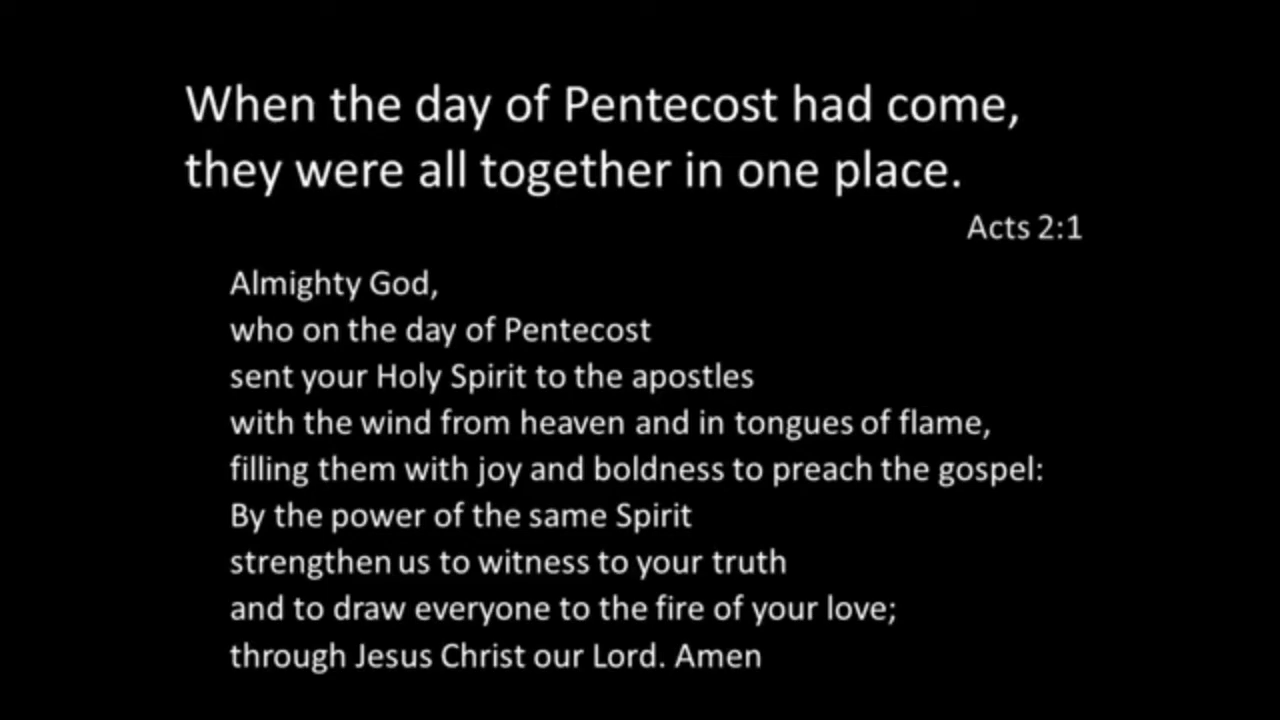 When the day of Pentecost had come,
they were all together in one place.
Acts 2:1
Almighty God,
who on the day of Pentecost
sent your Holy Spirit to the apostles
with the wind from heaven and in tongues of flame,
filling them with joy and boldness to preach the gospel:
By the power of the same Spirit
strengthen us to witness to your truth
and to draw everyone to the fire of your love;
through Jesus Christ our Lord. Amen